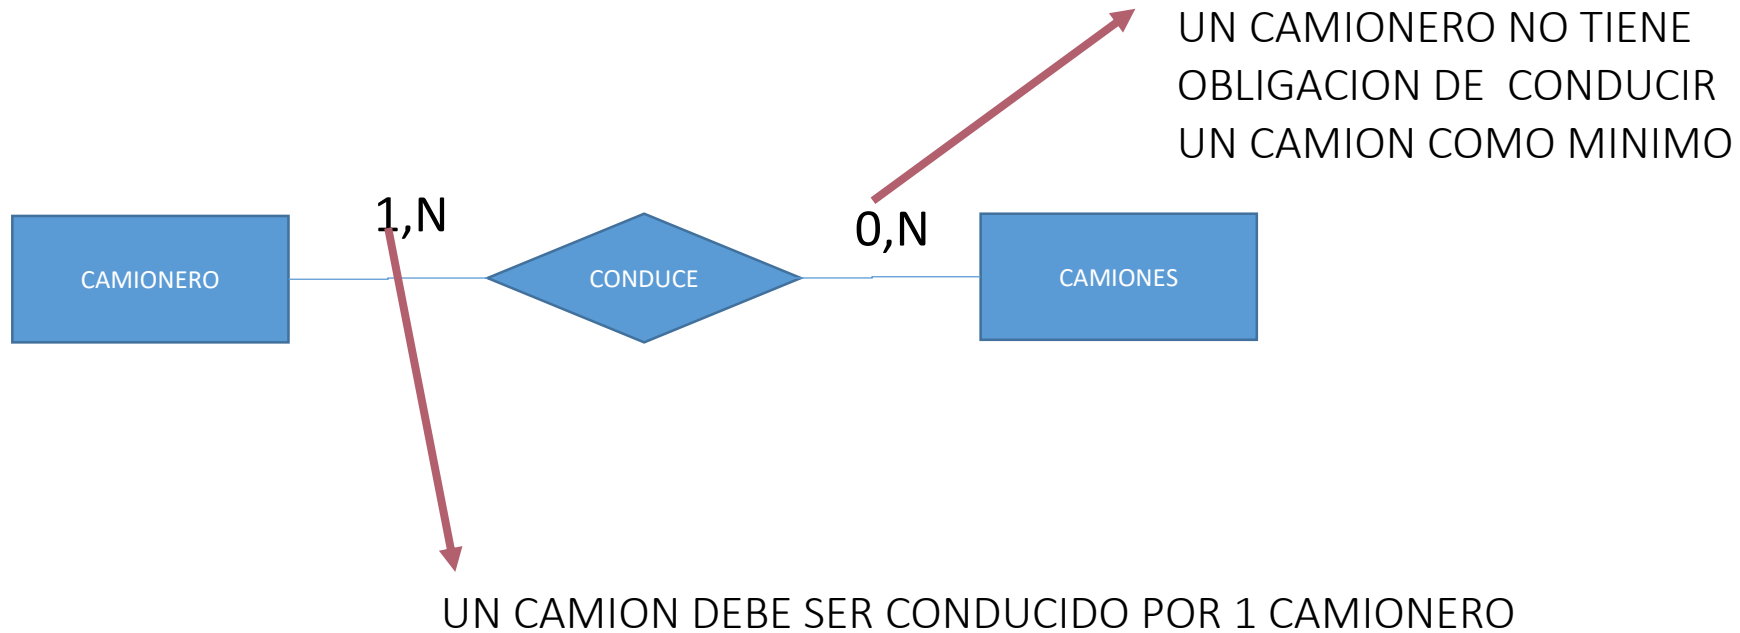 UN CAMIONERO NO TIENE
OBLIGACION DE CONDUCIR
UN CAMION COMO MINIMO
1,N
0,N
CAMIONERO
CONDUCE
CAMIONES
UN CAMION DEBE SER CONDUCIDO POR 1 CAMIONERO